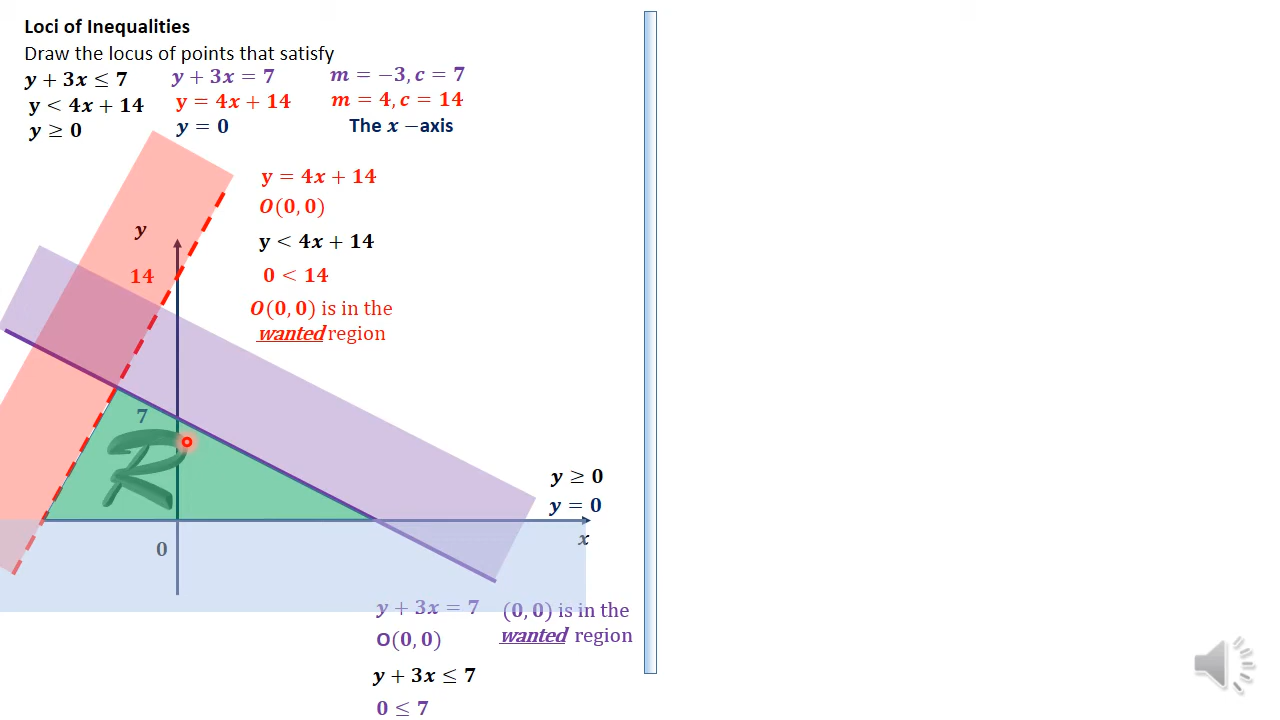 Loci of Inequalities
Draw the locus of points that satisfy
y + 3x ≤ 7 y + 3x = 7 m = −3, c = 7
y < 4x + 14 y = 4x + 14 m = 4, c = 14
y ≥ 0 y = 0 The x −axis
y = 4x + 14
O(0, 0)
y
y < 4x + 14
14
0 < 14
O(0, 0) is in the
wanted region
7
R
y ≥ 0
y = 0
x
0
y + 3x = 7 (0, 0) is in the
O(0, 0) wanted region
y + 3x ≤ 7
0 ≤ 7